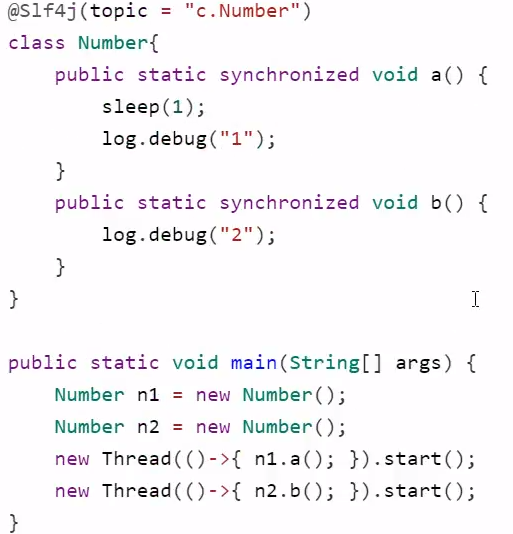 @Slf4j(topic = "c.Number")
class Number{
    public static synchronized void a() {
        sleep(1);
        log.debug("1");
    }
    public static synchronized void b() {
        log.debug("2");
    }
}

public static void main(String[] args) {
    Number n1 = new Number();
    Number n2 = new Number();
    new Thread(()->{ n1.a(); }).start();
    new Thread(()->{ n2.b(); }).start();
}